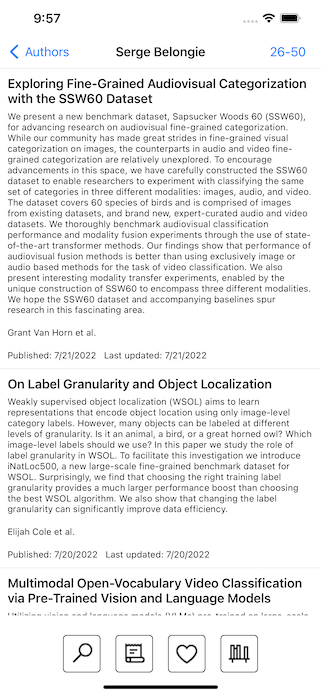 9:57
Authors
Serge Belongie
26-50
Exploring Fine-Grained Audiovisual Categorization
with the SSW60 Dataset
We present a new benchmark dataset, Sapsucker Woods 60 (SSW60),
for advancing research on audiovisual fine-grained categorization.
While our community has made great strides in fine-grained visual
categorization on images, the counterparts in audio and video fine-
grained categorization are relatively unexplored. To encourage
advancements in this space, we have carefully constructed the SSW60
dataset to enable researchers to experiment with classifying the same
set of categories in three different modalities: images, audio, and video.
The dataset covers 60 species of birds and is comprised of images
from existing datasets, and brand new, expert-curated audio and video
datasets. We thoroughly benchmark audiovisual classification
performance and modality fusion experiments through the use of state-
of-the-art transformer methods. Our findings show that performance of
audiovisual fusion methods is better than using exclusively image or
audio based methods for the task of video classification. We also
present interesting modality transfer experiments, enabled by the
unique construction of SSW60 to encompass three different modalities.
We hope the SSW60 dataset and accompanying baselines spur
research in this fascinating area.
Grant Van Horn et al.
Published: 7/21/2022 Last updated: 7/21/2022
On Label Granularity and Object Localization
Weakly supervised object localization (WSOL) aims to learn
representations that encode object location using only image-level
category labels. However, many objects can be labeled at different
levels of granularity. Is it an animal, a bird, or a great horned owl? Which
image-level labels should we use? In this paper we study the role of
label granularity in WSOL. To facilitate this investigation we introduce
iNatLoc500, a new large-scale fine-grained benchmark dataset for
WSOL. Surprisingly, we find that choosing the right training label
granularity provides a much larger performance boost than choosing
the best WSOL algorithm. We also show that changing the label
granularity can significantly improve data efficiency.
Elijah Cole et al.
Published: 7/20/2022 Last updated: 7/20/2022
Multimodal Open-Vocabulary Video Classification
via Pre-Trained Vision and Language Models